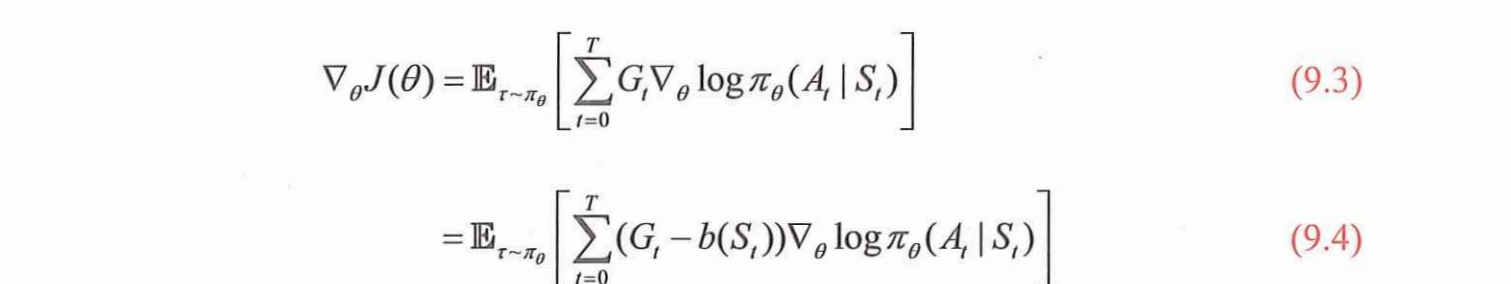 ∇_θ J(θ) = 𝔼_{τ~π_θ} [ ∑_{t=0}^{T} G_t ∇_θ log π_θ(A_t | S_t) ] (9.3)
= 𝔼_{τ~π_θ} [ ∑_{t=0}^{T} (G_t − b(S_t)) ∇_θ log π_θ(A_t | S_t) ] (9.4)